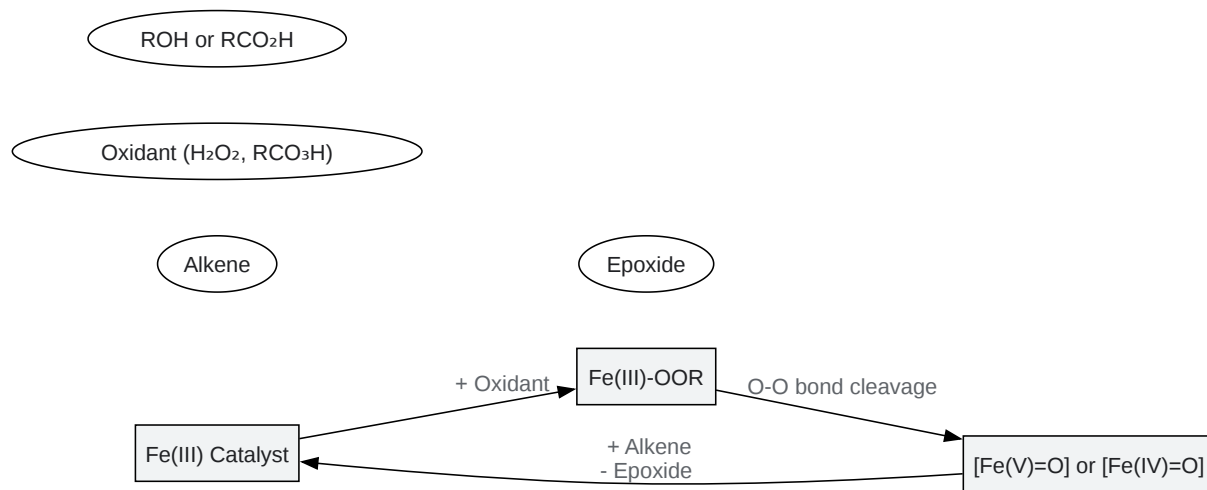 ROH or RCO₂H
Oxidant (H₂O₂, RCO₃H)
Alkene
Epoxide
Fe(III)-OOR
+ Oxidant
O-O bond cleavage
Fe(III) Catalyst
+ Alkene
- Epoxide
[Fe(V)=O] or [Fe(IV)=O]